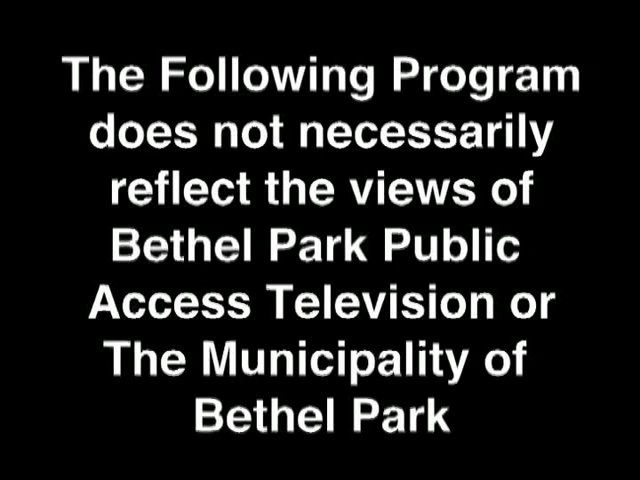 The Following Program
does not necessarily
reflect the views of
Bethel Park Public
Access Television or
The Municipality of
Bethel Park